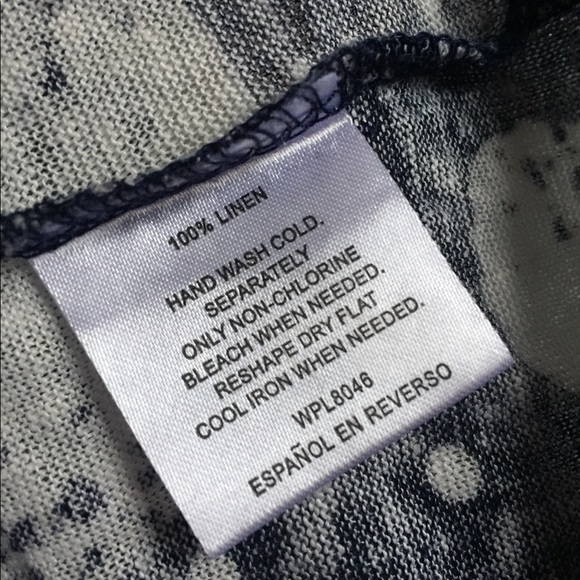 100% LINEN
HAND WASH COLD.
SEPARATELY
ONLY NON-CHLORINE
BLEACH WHEN NEEDED.
RESHAPE DRY FLAT
COOL IRON WHEN NEEDED.
WPL8046
ESPAÑOL EN REVERSO